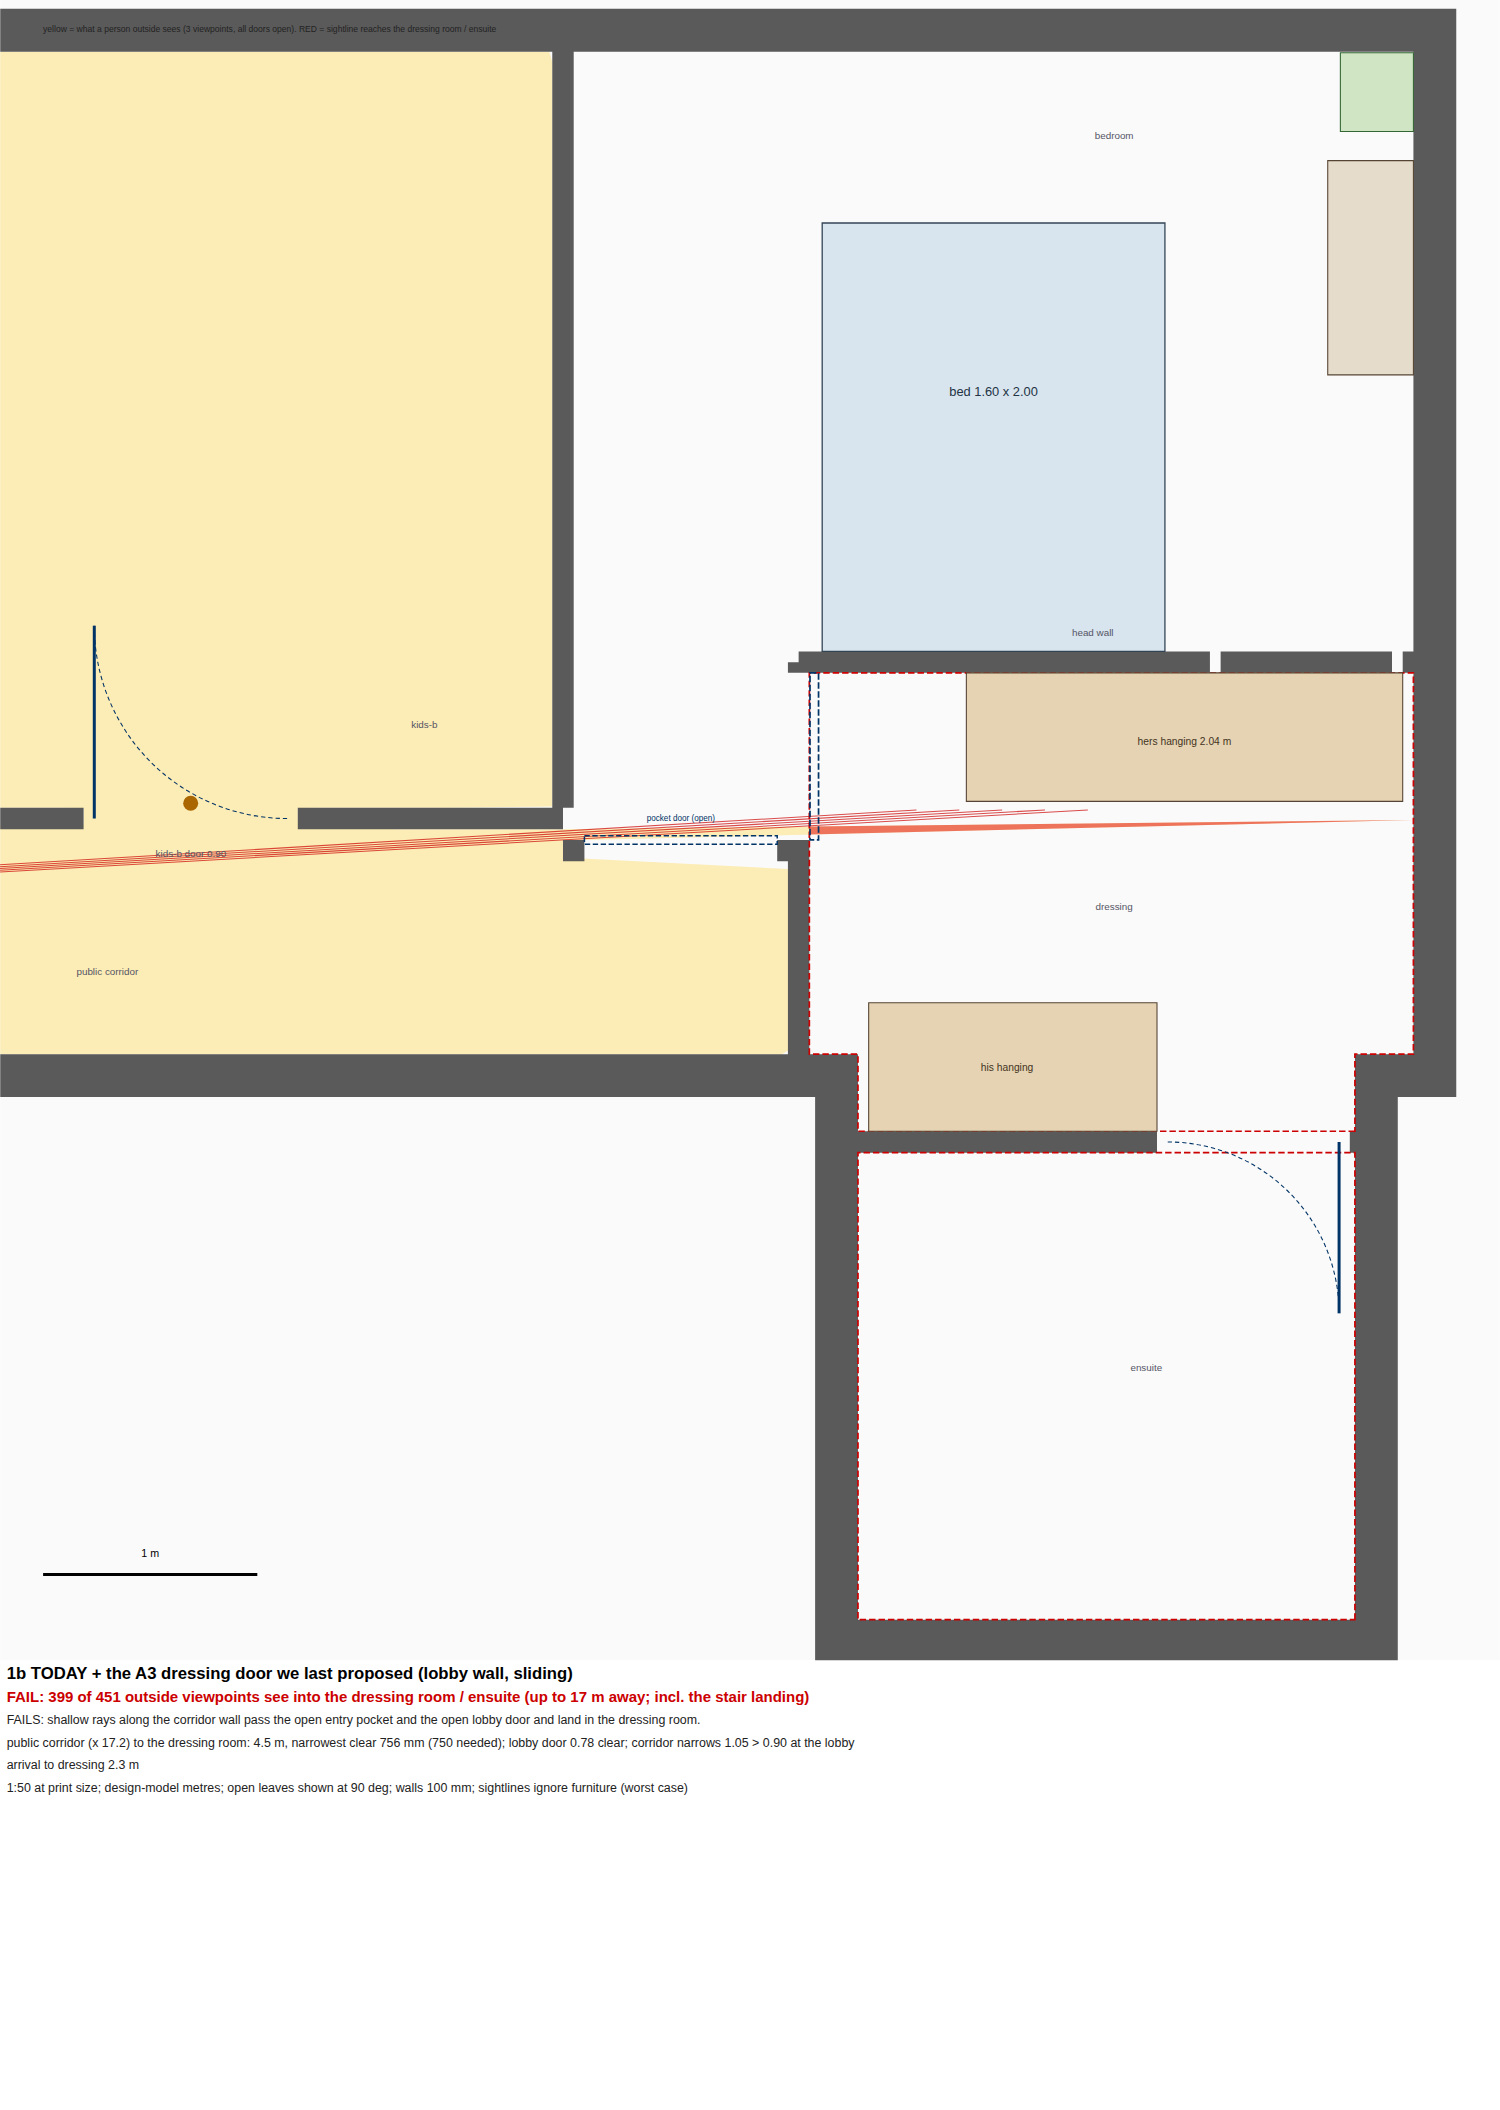 yellow = what a person outside sees (3 viewpoints, all doors open). RED = sightline reaches the dressing room / ensuite
bedroom
bed 1.60 x 2.00
head wall
kids-b
hers hanging 2.04 m
pocket door (open)
kids-b door 0.90
dressing
public corridor
his hanging
ensuite
1 m
1b TODAY + the A3 dressing door we last proposed (lobby wall, sliding)
FAIL: 399 of 451 outside viewpoints see into the dressing room / ensuite (up to 17 m away; incl. the stair landing)
FAILS: shallow rays along the corridor wall pass the open entry pocket and the open lobby door and land in the dressing room.
public corridor (x 17.2) to the dressing room: 4.5 m, narrowest clear 756 mm (750 needed); lobby door 0.78 clear; corridor narrows 1.05 > 0.90 at the lobby
arrival to dressing 2.3 m
1:50 at print size; design-model metres; open leaves shown at 90 deg; walls 100 mm; sightlines ignore furniture (worst case)